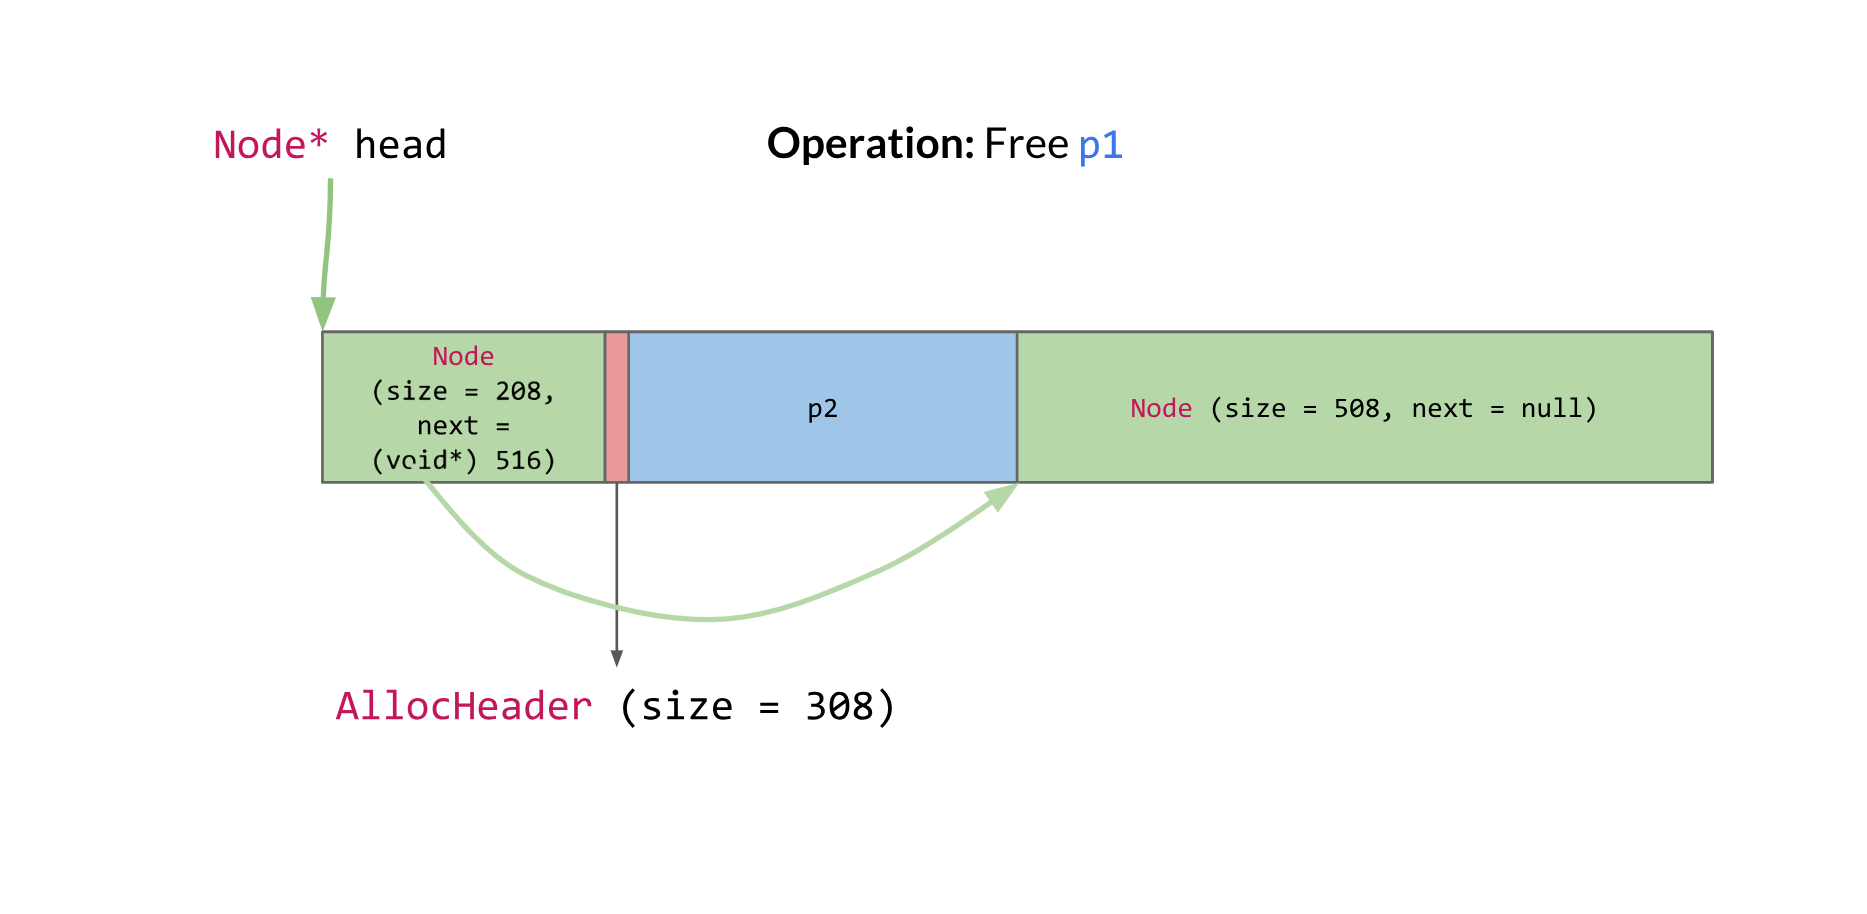 Node* head
Operation: Free p1
Node
(size = 208,
next =
(void*) 516)
p2
Node (size = 508, next = null)
AllocHeader (size = 308)